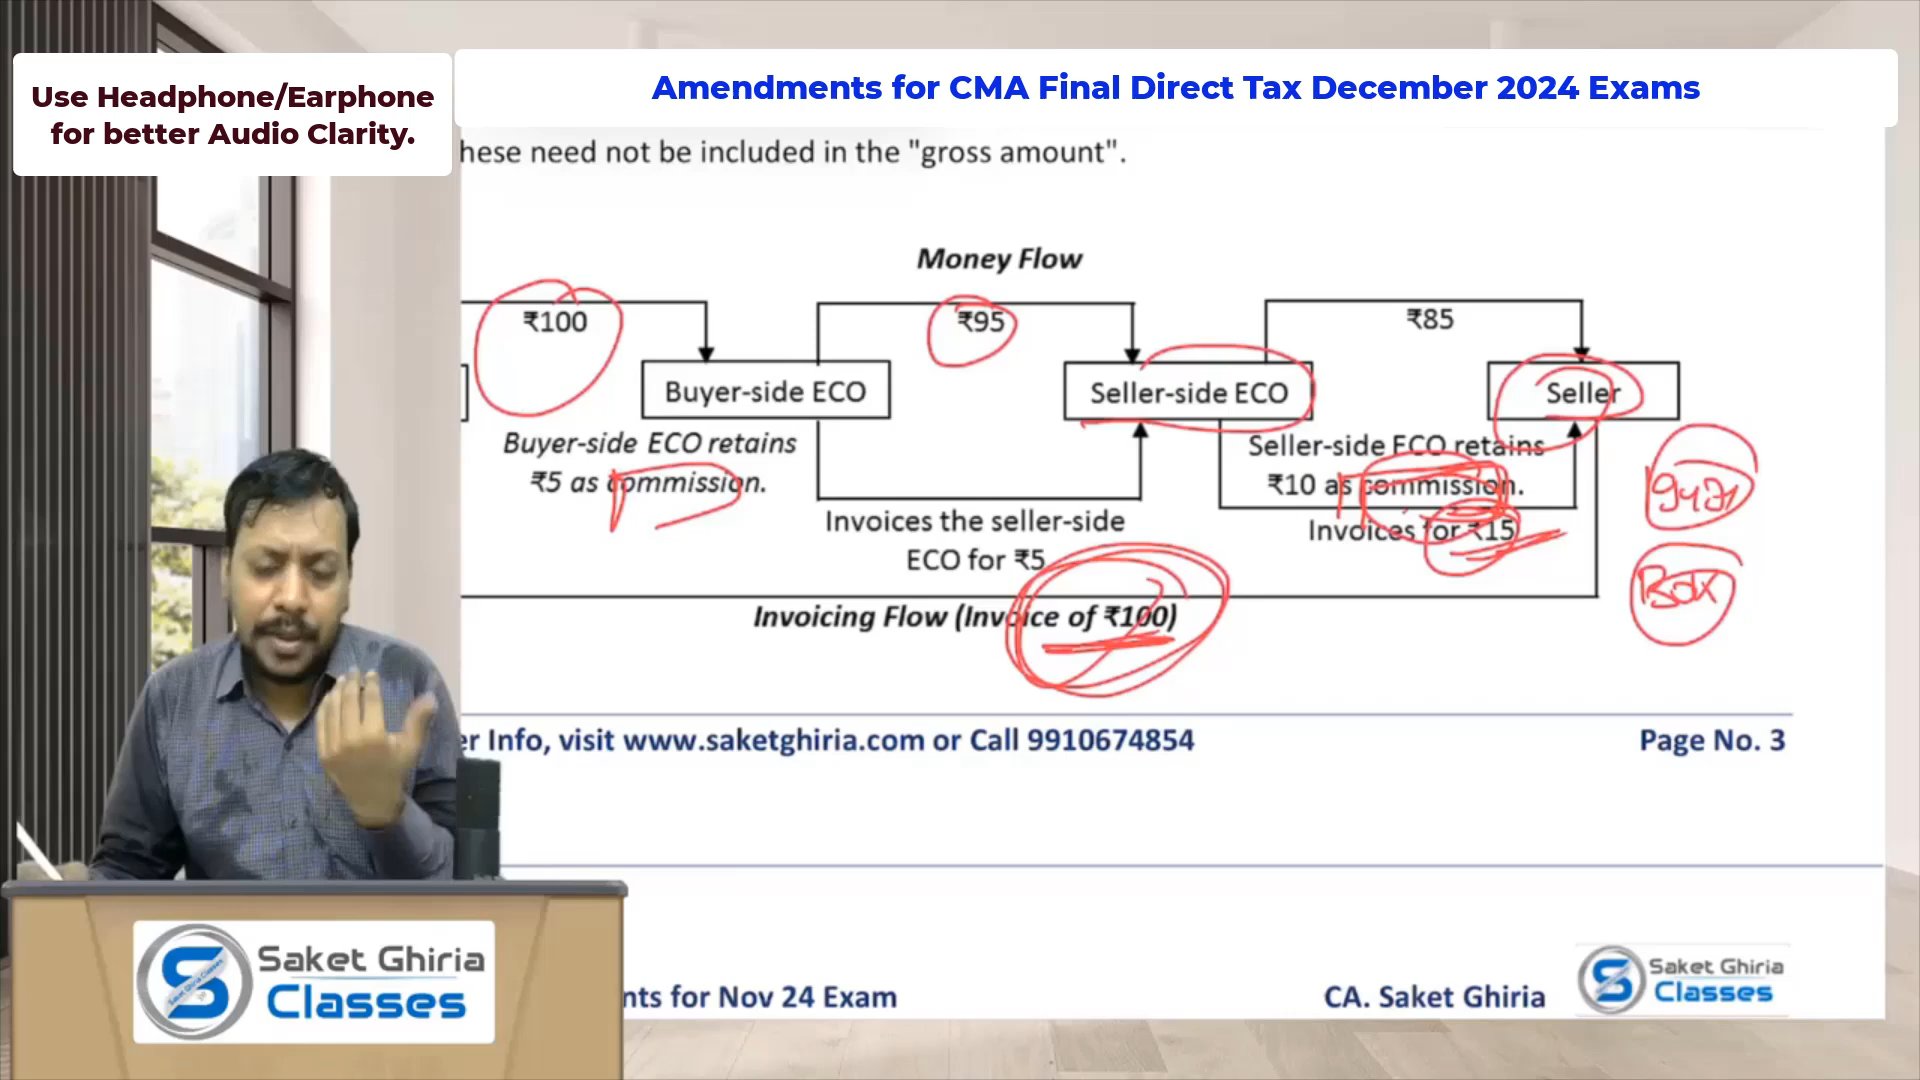 Use Headphone/Earphone
for better Audio Clarity.
Amendments for CMA Final Direct Tax December 2024 Exams
hese need not be included in the "gross amount".
Money Flow
₹100
₹95
₹85
Buyer-side ECO
Seller-side ECO
Seller
Buyer-side ECO retains
₹5 as commission.
Seller-side ECO retains
₹10 as commission.
Invoices for ₹15
Invoices the seller-side
ECO for ₹5
Invoicing Flow (Invoice of ₹100)
Box
er Info, visit www.saketghiria.com or Call 9910674854
Page No. 3
nts for Nov 24 Exam
CA. Saket Ghiria
Saket Ghiria
Classes
Saket Ghiria
Classes